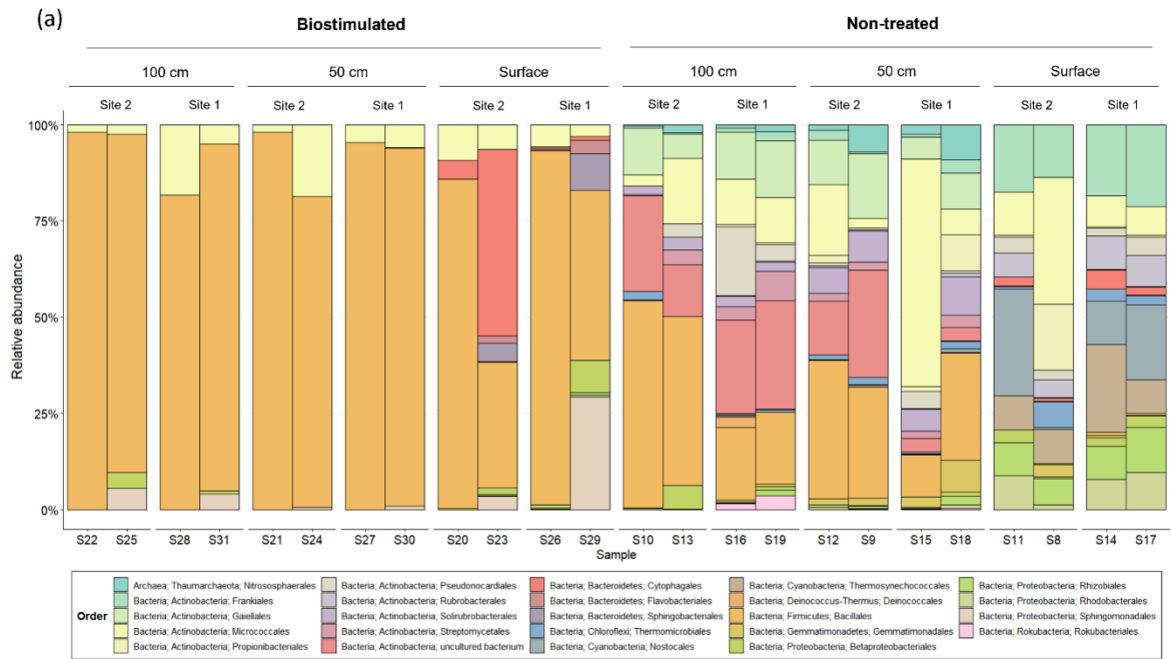 (a)
Biostimulated Non-treated
100 cm 50 cm Surface 100 cm 50 cm Surface
Site 2 Site 1 Site 2 Site 1 Site 2 Site 1 Site 2 Site 1 Site 2 Site 1 Site 2 Site 1
100%
75%
50%
25%
0%
Relative abundance
S22 S25 S28 S31 S21 S24 S27 S30 S20 S23 S26 S29 S10 S13 S16 S19 S12 S9 S15 S18 S11 S8 S14 S17
Sample
Order
Archaea; Thaumarchaeota; Nitrososphaerales
Bacteria; Actinobacteria; Frankiales
Bacteria; Actinobacteria; Gaiellales
Bacteria; Actinobacteria; Micrococcales
Bacteria; Actinobacteria; Propionibacteriales
Bacteria; Actinobacteria; Pseudonocardiales
Bacteria; Actinobacteria; Rubrobacterales
Bacteria; Actinobacteria; Solirubrobacterales
Bacteria; Actinobacteria; Streptomycetales
Bacteria; Actinobacteria; uncultured bacterium
Bacteria; Bacteroidetes; Cytophagales
Bacteria; Bacteroidetes; Flavobacteriales
Bacteria; Bacteroidetes; Sphingobacteriales
Bacteria; Chloroflexi; Thermomicrobiales
Bacteria; Cyanobacteria; Nostocales
Bacteria; Cyanobacteria; Thermosynechococcales
Bacteria; Deinococcus-Thermus; Deinococcales
Bacteria; Firmicutes; Bacillales
Bacteria; Gemmatimonadetes; Gemmatimonadales
Bacteria; Proteobacteria; Betaproteobacteriales
Bacteria; Proteobacteria; Rhizobiales
Bacteria; Proteobacteria; Rhodobacterales
Bacteria; Proteobacteria; Sphingomonadales
Bacteria; Rokubacteria; Rokubacteriales